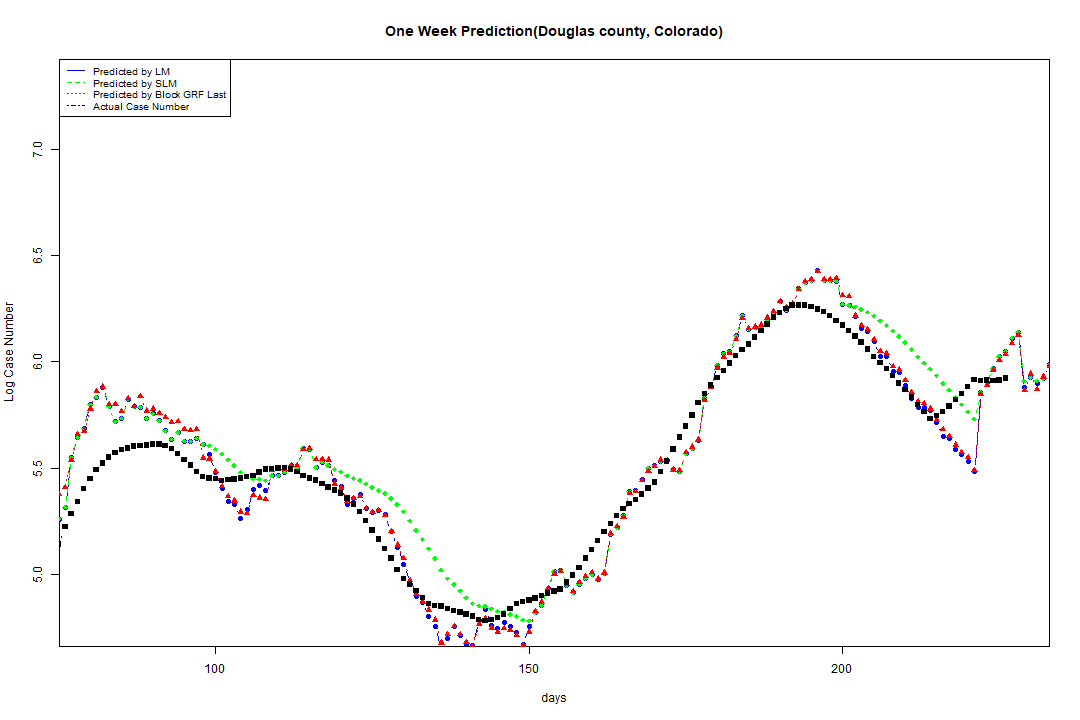 One Week Prediction(Douglas county, Colorado)
Predicted by LM
Predicted by SLM
Predicted by Block GRF Last
Actual Case Number
7.0
6.5
6.0
5.5
5.0
Log Case Number
100 150 200
days